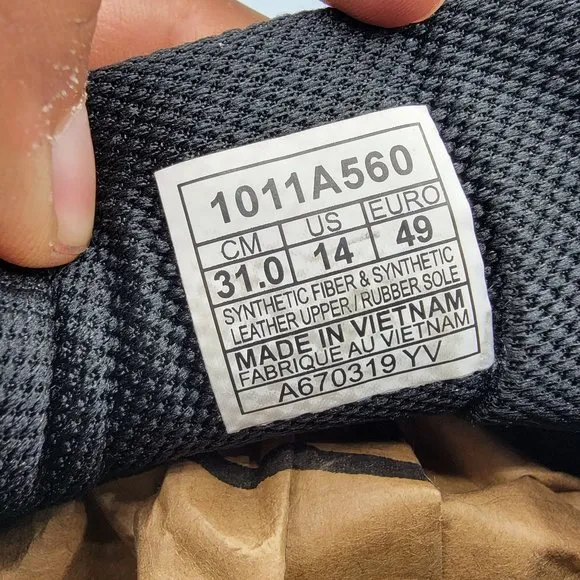 1011A560
CM US EURO
31.0 14 49
SYNTHETIC FIBER & SYNTHETIC
LEATHER UPPER / RUBBER SOLE
MADE IN VIETNAM
FABRIQUE AU VIETNAM
A670319 YV